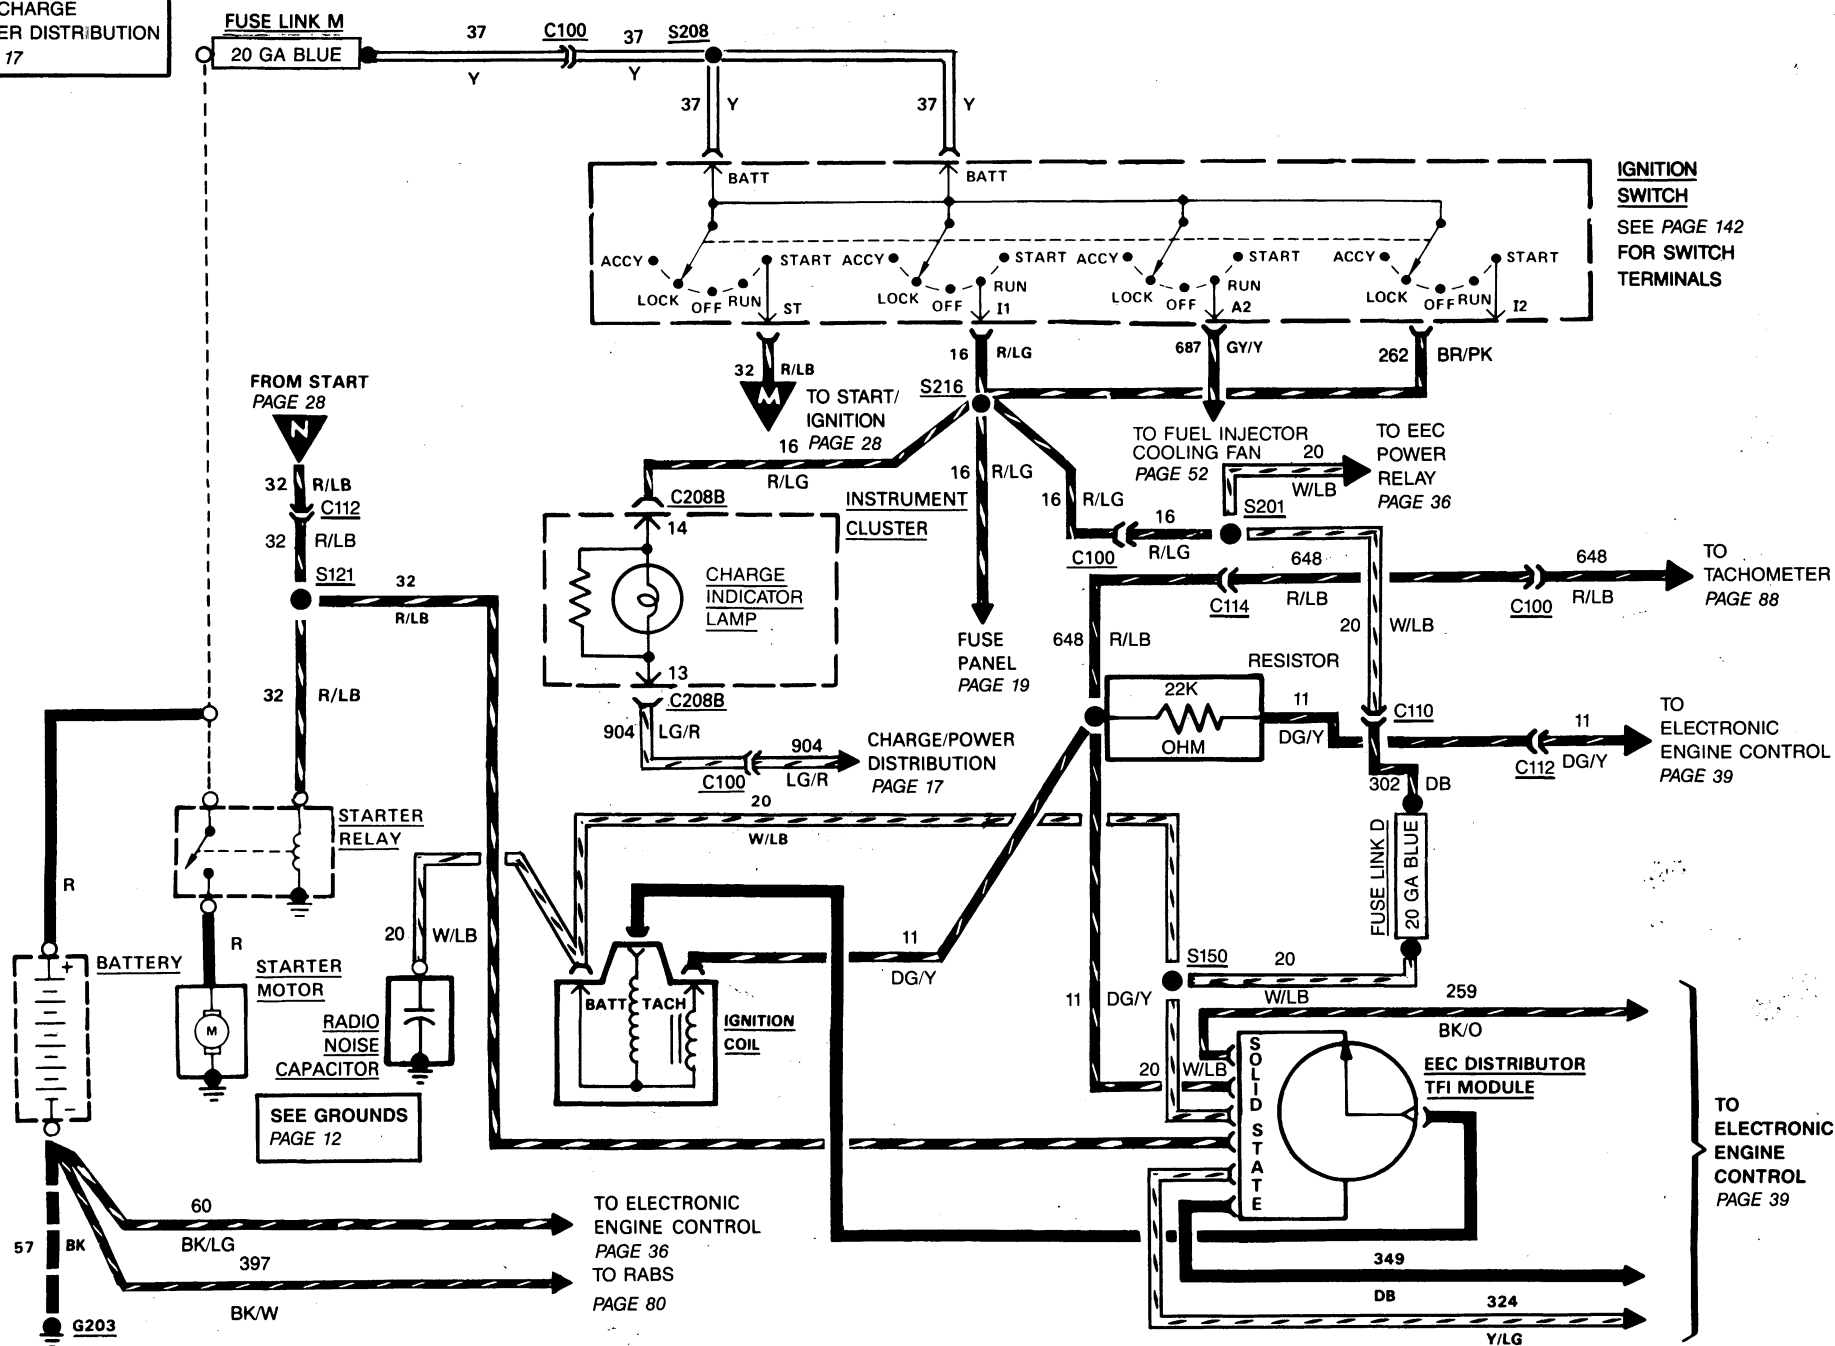 CHARGE
ER DISTRIBUTION
17
FUSE LINK M
20 GA BLUE
37
Y
C100
37
Y
S208
37 Y
37 Y
BATT
BATT
IGNITION
SWITCH
SEE PAGE 142
FOR SWITCH
TERMINALS
ACCY
LOCK
OFF
RUN
START
ST
ACCY
LOCK
OFF
RUN
START
I1
ACCY
LOCK
OFF
RUN
START
A2
ACCY
LOCK
OFF
RUN
START
I2
32 R/LB
M
TO START/
IGNITION
PAGE 28
16 R/LG
S216
687 GY/Y
262 BR/PK
TO FUEL INJECTOR
COOLING FAN
PAGE 52
TO EEC
POWER
RELAY
PAGE 36
20
W/LB
S201
FROM START
PAGE 28
N
32 R/LB
C112
32 R/LB
S121
32
R/LB
32 R/LB
16
R/LG
16 R/LG
16 R/LG
C100
16
R/LG
C208B
14
INSTRUMENT
CLUSTER
CHARGE
INDICATOR
LAMP
13
C208B
904 LG/R
C100
904
LG/R
CHARGE/POWER
DISTRIBUTION
PAGE 17
FUSE
PANEL
PAGE 19
648
R/LB
C114
C100
648
R/LB
TO
TACHOMETER
PAGE 88
648 R/LB
20 W/LB
RESISTOR
22K
OHM
11
DG/Y
C110
C112
11
DG/Y
TO
ELECTRONIC
ENGINE CONTROL
PAGE 39
302 DB
FUSE LINK D
20 GA BLUE
20
W/LB
STARTER
RELAY
R
R
BATTERY
+
-
STARTER
MOTOR
M
20 W/LB
RADIO
NOISE
CAPACITOR
SEE GROUNDS
PAGE 12
BATT
TACH
IGNITION
COIL
11
DG/Y
11 DG/Y
S150
20
W/LB
20 W/LB
259
BK/O
SOLID STATE
EEC DISTRIBUTOR
TFI MODULE
TO
ELECTRONIC
ENGINE
CONTROL
PAGE 39
349
DB
324
Y/LG
57 BK
G203
60
BK/LG
397
BK/W
TO ELECTRONIC
ENGINE CONTROL
PAGE 36
TO RABS
PAGE 80